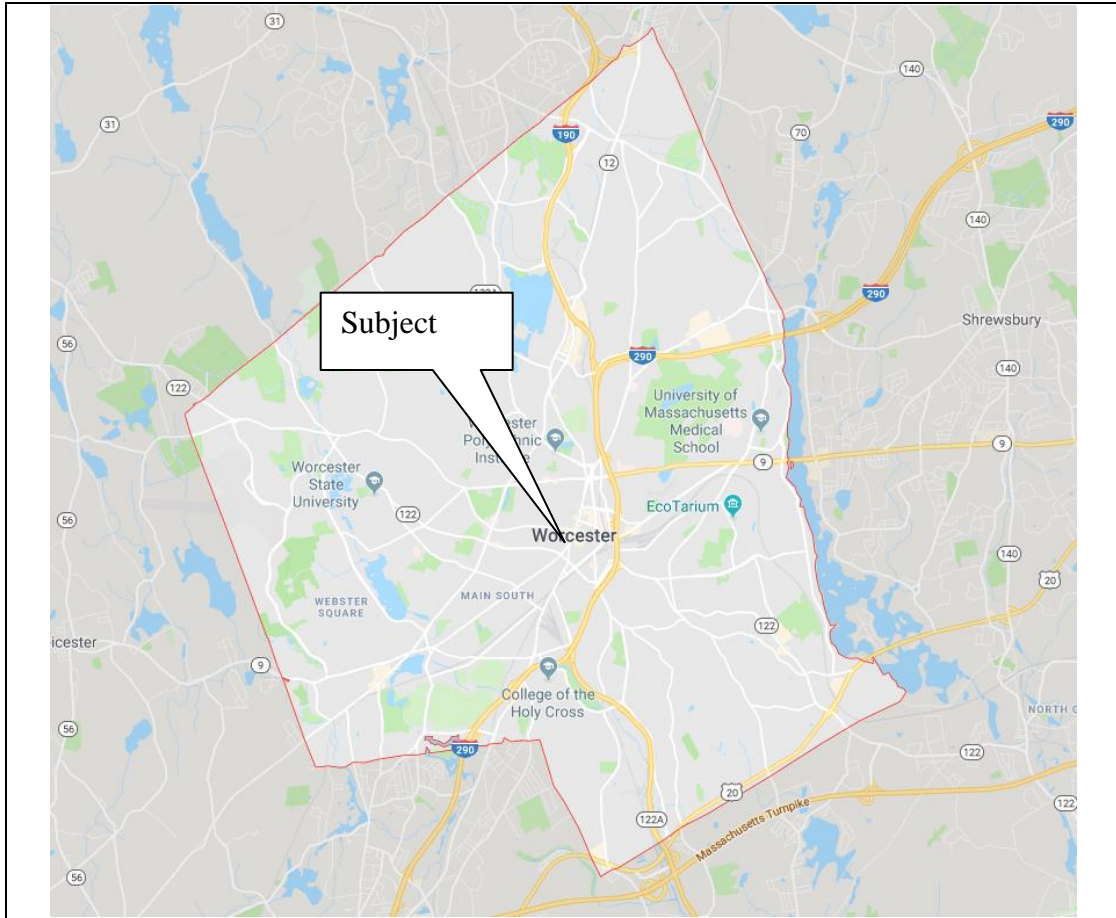 31
140
31
290
190
70
12
140
290
Subject
Shrewsbury
56
290
140
122
University of
Massachusetts
Medical
School
9
Institute
Worcester
State
University
9
EcoTarium
56
122
Worcester
140
20
MAIN SOUTH
WEBSTER
SQUARE
122
icester
9
College of the
Holy Cross
56
NORTH
290
122
20
122
122A
Massachusetts Turnpike
56